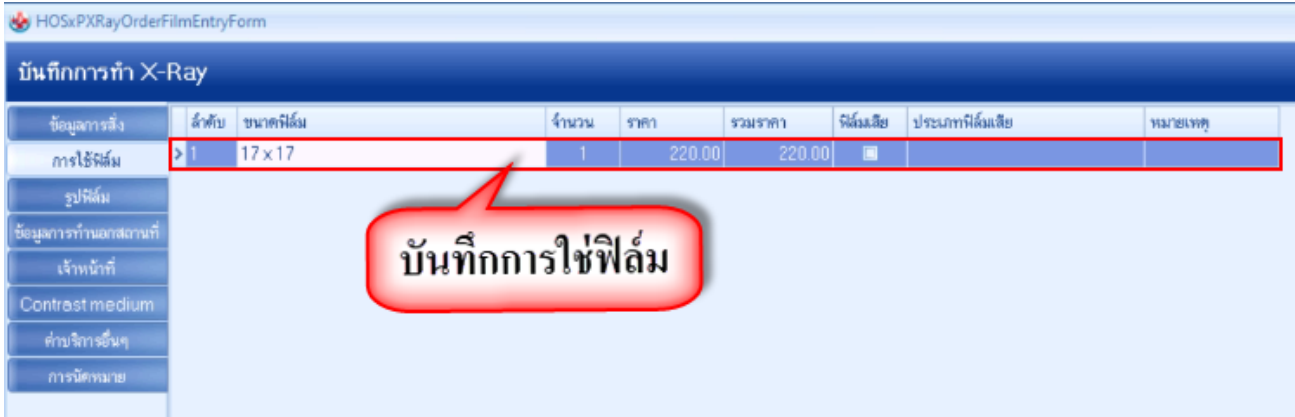 HOSxPXRayOrderFilmEntryForm
บันทึกการทำ X-Ray
ข้อมูลการสั่ง
ลำดับ ขนาดฟิล์ม จำนวน ราคา รวมราคา ฟิล์มเสีย ประเภทฟิล์มเสีย หมายเหตุ
การใช้ฟิล์ม
1 17 x 17 1 220.00 220.00
รูปฟิล์ม
ข้อมูลการทำนอกสถานที่
บันทึกการใช่ฟิล์ม
เจ้าหน้าที่
Contrast medium
ค่าบริการอื่นๆ
การนัดหมาย